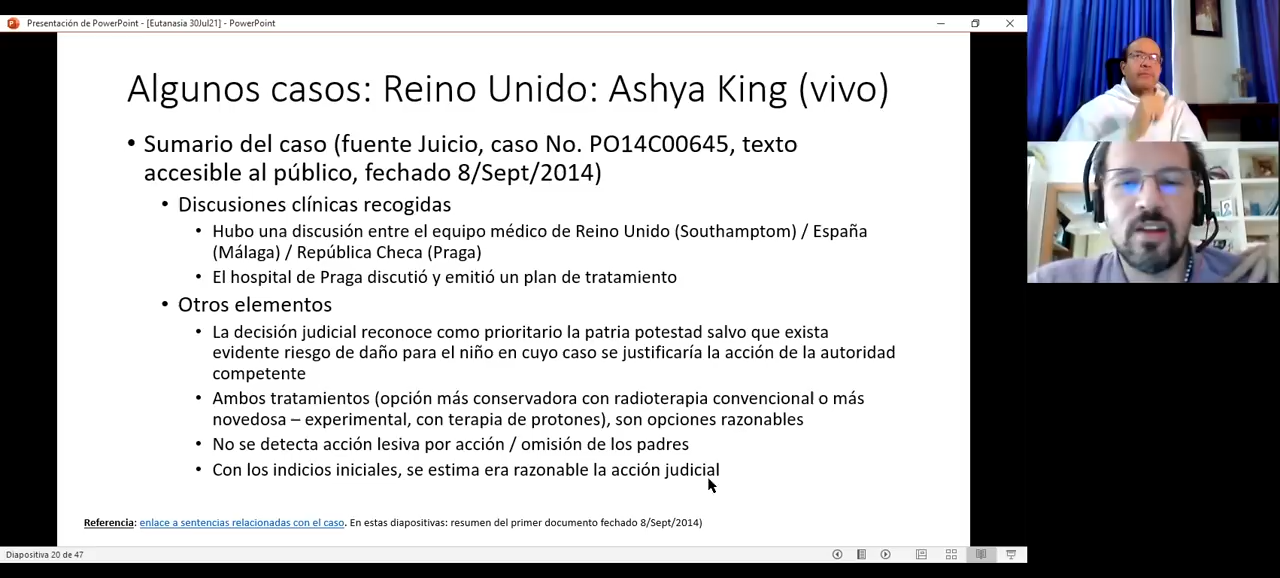 Presentación de PowerPoint - [Eutanasia 30Jul21] - PowerPoint
Algunos casos: Reino Unido: Ashya King (vivo)
• Sumario del caso (fuente Juicio, caso No. PO14C00645, texto
accesible al público, fechado 8/Sept/2014)
• Discusiones clínicas recogidas
• Hubo una discusión entre el equipo médico de Reino Unido (Southamptom) / España
(Málaga) / República Checa (Praga)
• El hospital de Praga discutió y emitió un plan de tratamiento
• Otros elementos
• La decisión judicial reconoce como prioritario la patria potestad salvo que exista
evidente riesgo de daño para el niño en cuyo caso se justificaría la acción de la autoridad
competente
• Ambos tratamientos (opción más conservadora con radioterapia convencional o más
novedosa – experimental, con terapia de protones), son opciones razonables
• No se detecta acción lesiva por acción / omisión de los padres
• Con los indicios iniciales, se estima era razonable la acción judicial
Referencia: enlace a sentencias relacionadas con el caso. En estas diapositivas: resumen del primer documento fechado 8/Sept/2014)
Diapositiva 20 de 47